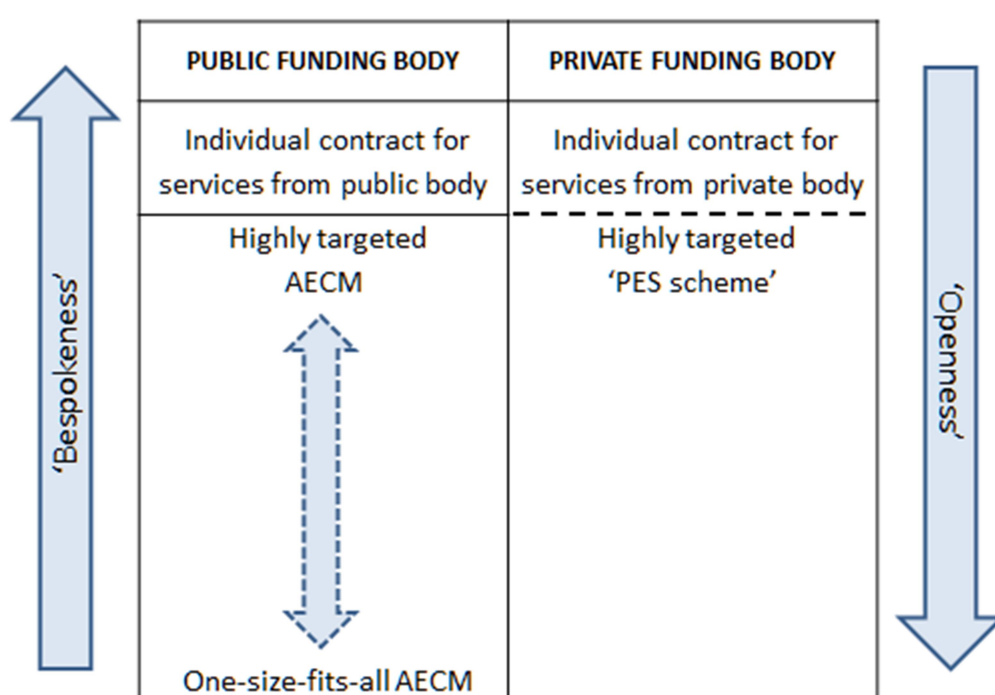 PUBLIC FUNDING BODY
PRIVATE FUNDING BODY
Individual contract for
services from public body
Individual contract for
services from private body
Highly targeted
AECM
Highly targeted
‘PES scheme’
One-size-fits-all AECM
‘Bespokeness’
‘Openness’